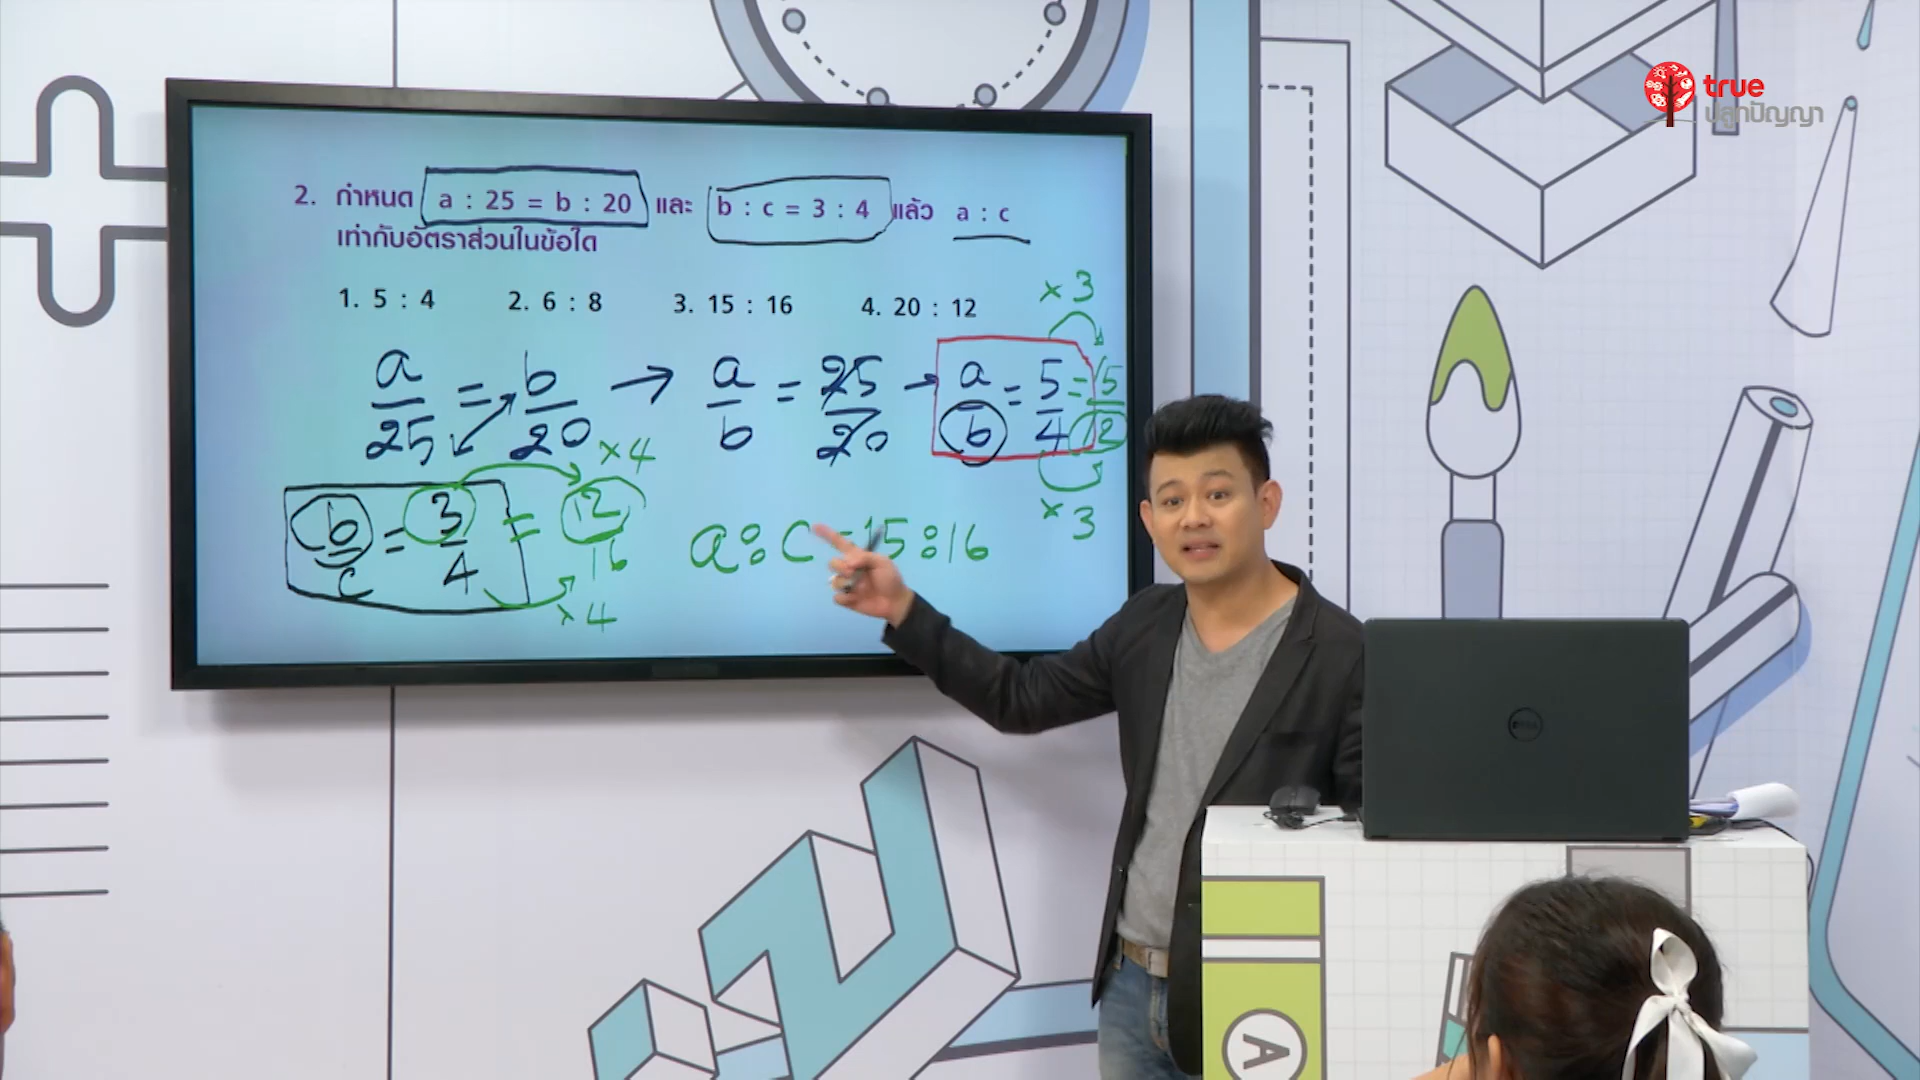 true
ปลูกปัญญา
2. กำหนด a : 25 = b : 20 และ b : c = 3 : 4 แล้ว a : c
เท่ากับอัตราส่วนในข้อใด
1. 5 : 4 2. 6 : 8 3. 15 : 16 4. 20 : 12
×3
a/25 = b/20 → a/b = 25/20 → a/b = 5/4 = 15/12
×3
×4
b/c = 3/4 = 12/16
×4
a : c = 15 : 16
DELL
A